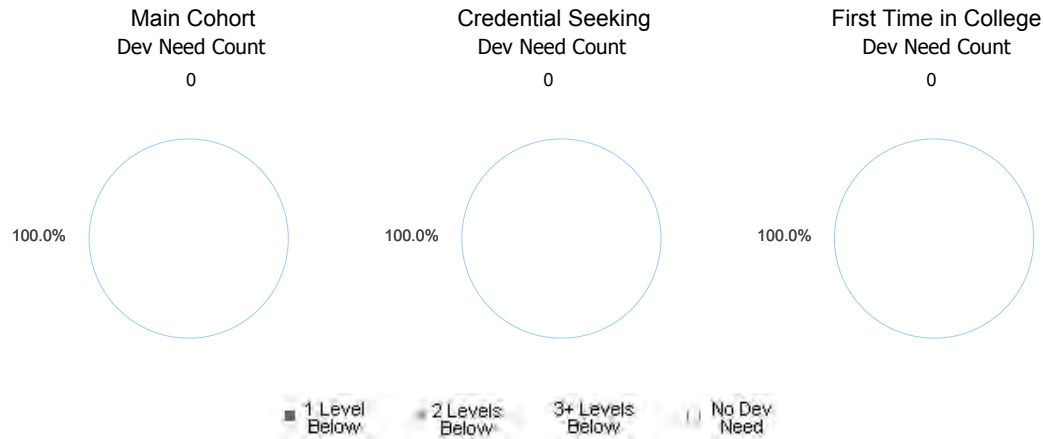 Main Cohort
Dev Need Count
0
100.0%
Credential Seeking
Dev Need Count
0
100.0%
First Time in College
Dev Need Count
0
100.0%
1 Level
Below
2 Levels
Below
3+ Levels
Below
No Dev
Need